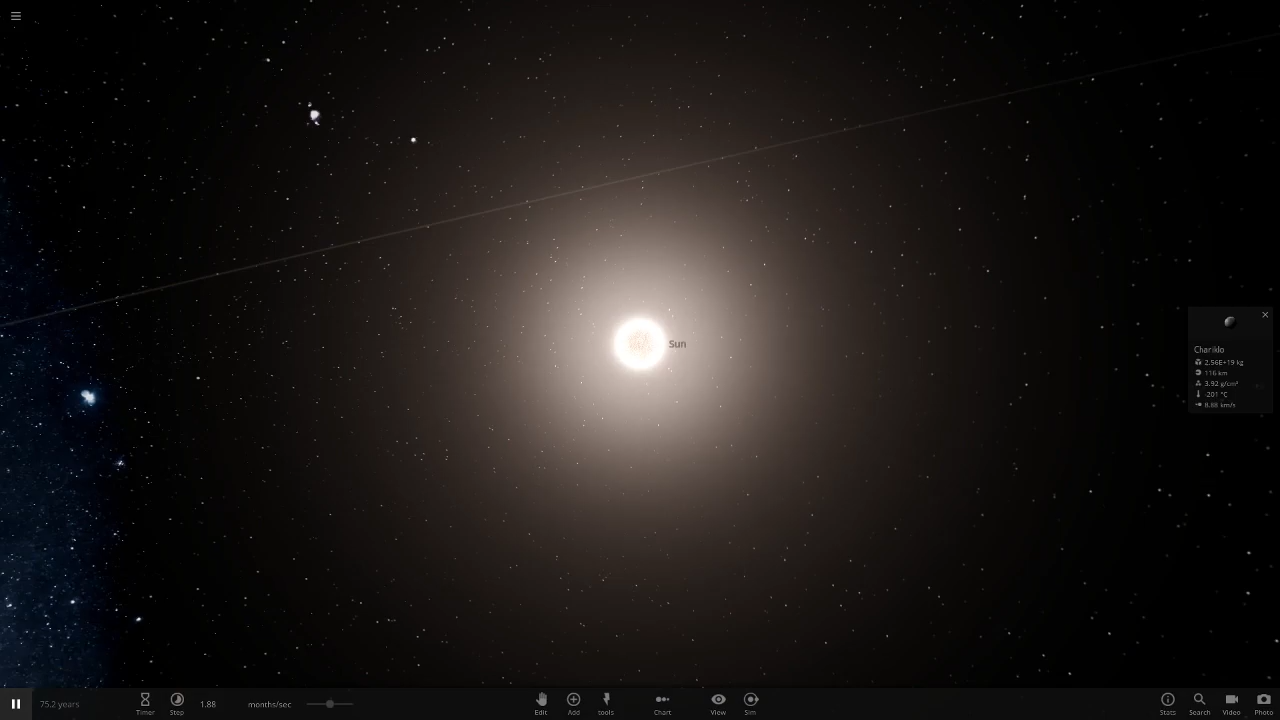 Sun
Chariklo
2.56E+19 kg
116 km
3.92 g/cm³
-201 °C
8.88 km/s
75.2 years
Timer
Step
1.88
months/sec
Edit
Add
tools
Chart
View
Sim
Stats
Search
Video
Photo